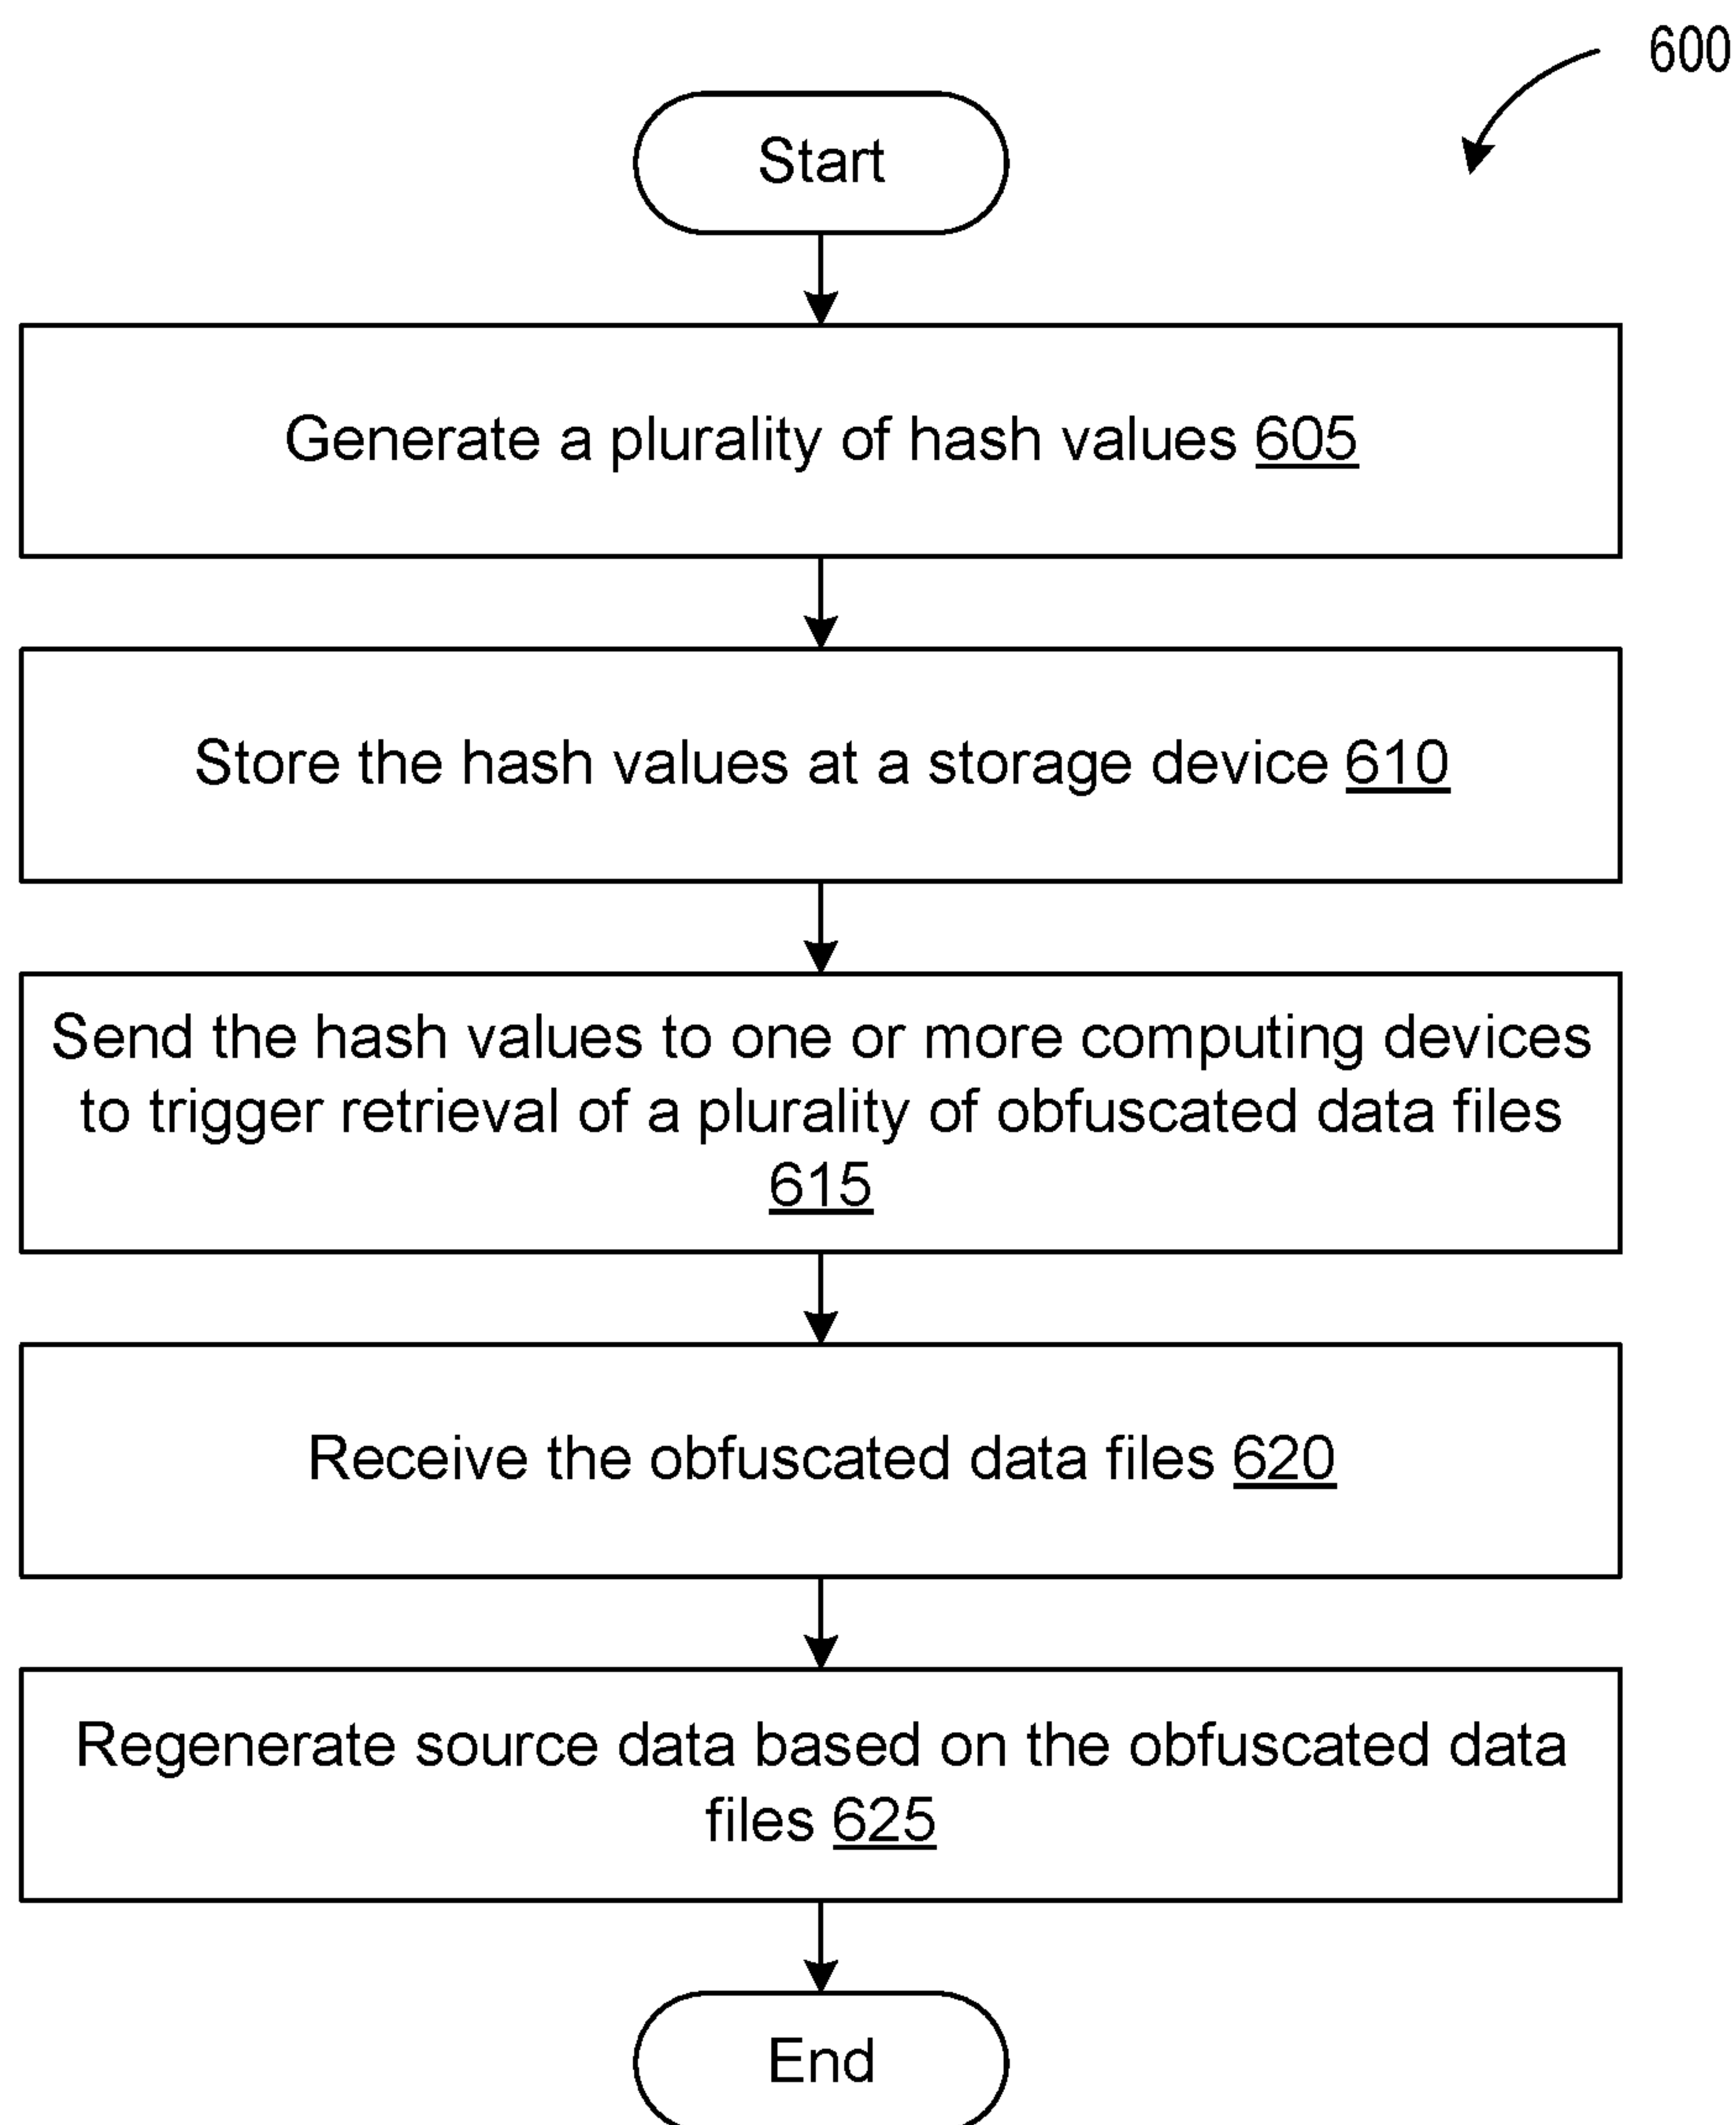 600
Start
Generate a plurality of hash values 605
Store the hash values at a storage device 610
Send the hash values to one or more computing devices
to trigger retrieval of a plurality of obfuscated data files
615
Receive the obfuscated data files 620
Regenerate source data based on the obfuscated data
files 625
End